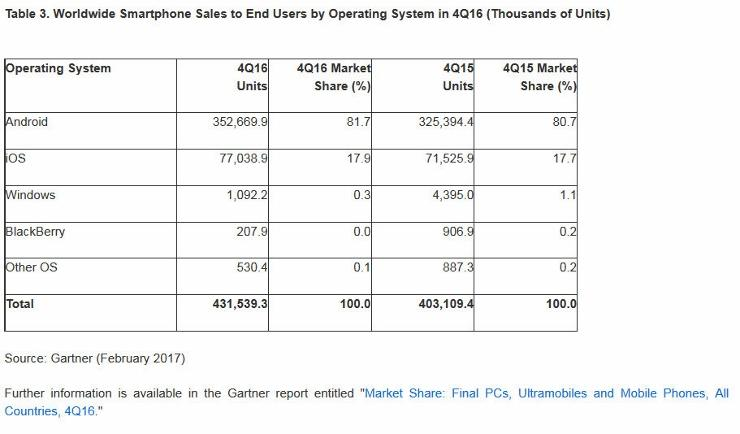 Table 3. Worldwide Smartphone Sales to End Users by Operating System in 4Q16 (Thousands of Units)
Operating System 4Q16 Units 4Q16 Market Share (%) 4Q15 Units 4Q15 Market Share (%)
Android 352,669.9 81.7 325,394.4 80.7
iOS 77,038.9 17.9 71,525.9 17.7
Windows 1,092.2 0.3 4,395.0 1.1
BlackBerry 207.9 0.0 906.9 0.2
Other OS 530.4 0.1 887.3 0.2
Total 431,539.3 100.0 403,109.4 100.0
Source: Gartner (February 2017)
Further information is available in the Gartner report entitled "Market Share: Final PCs, Ultramobiles and Mobile Phones, All
Countries, 4Q16."